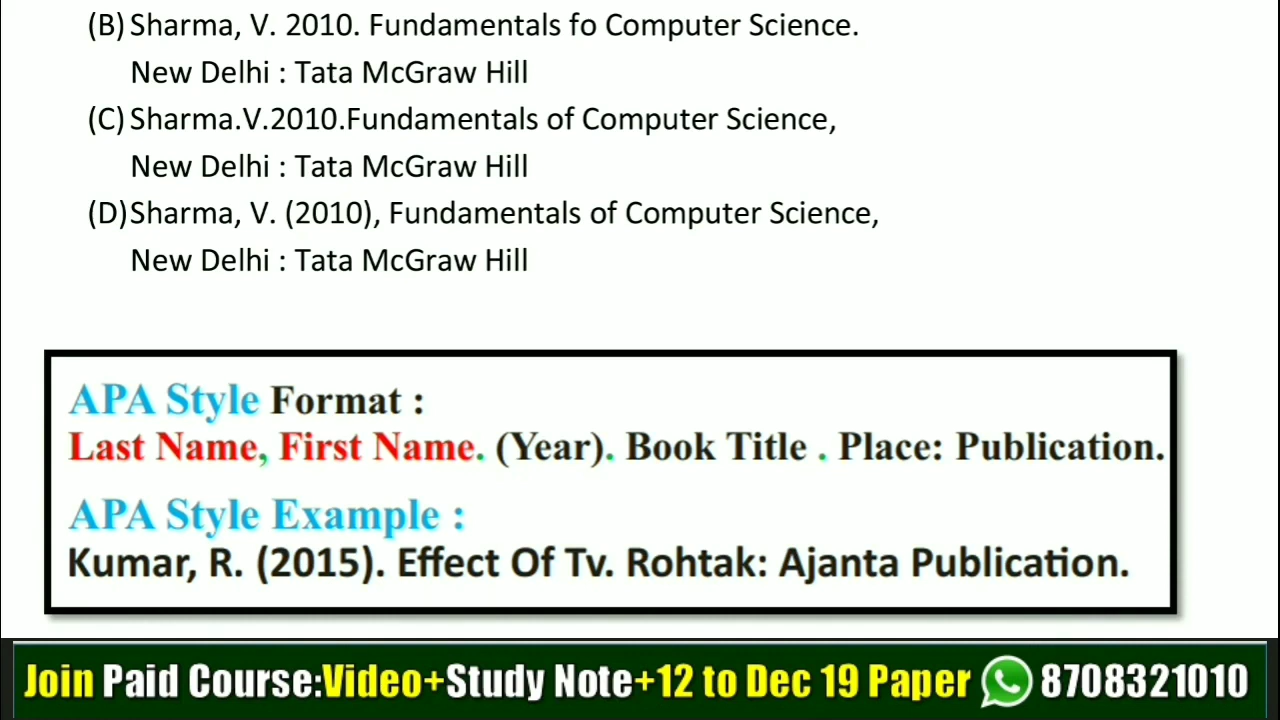 (B) Sharma, V. 2010. Fundamentals fo Computer Science.
New Delhi : Tata McGraw Hill
(C) Sharma.V.2010.Fundamentals of Computer Science,
New Delhi : Tata McGraw Hill
(D) Sharma, V. (2010), Fundamentals of Computer Science,
New Delhi : Tata McGraw Hill
APA Style Format :
Last Name, First Name. (Year). Book Title . Place: Publication.
APA Style Example :
Kumar, R. (2015). Effect Of Tv. Rohtak: Ajanta Publication.
Join Paid Course:Video+Study Note+12 to Dec 19 Paper 8708321010